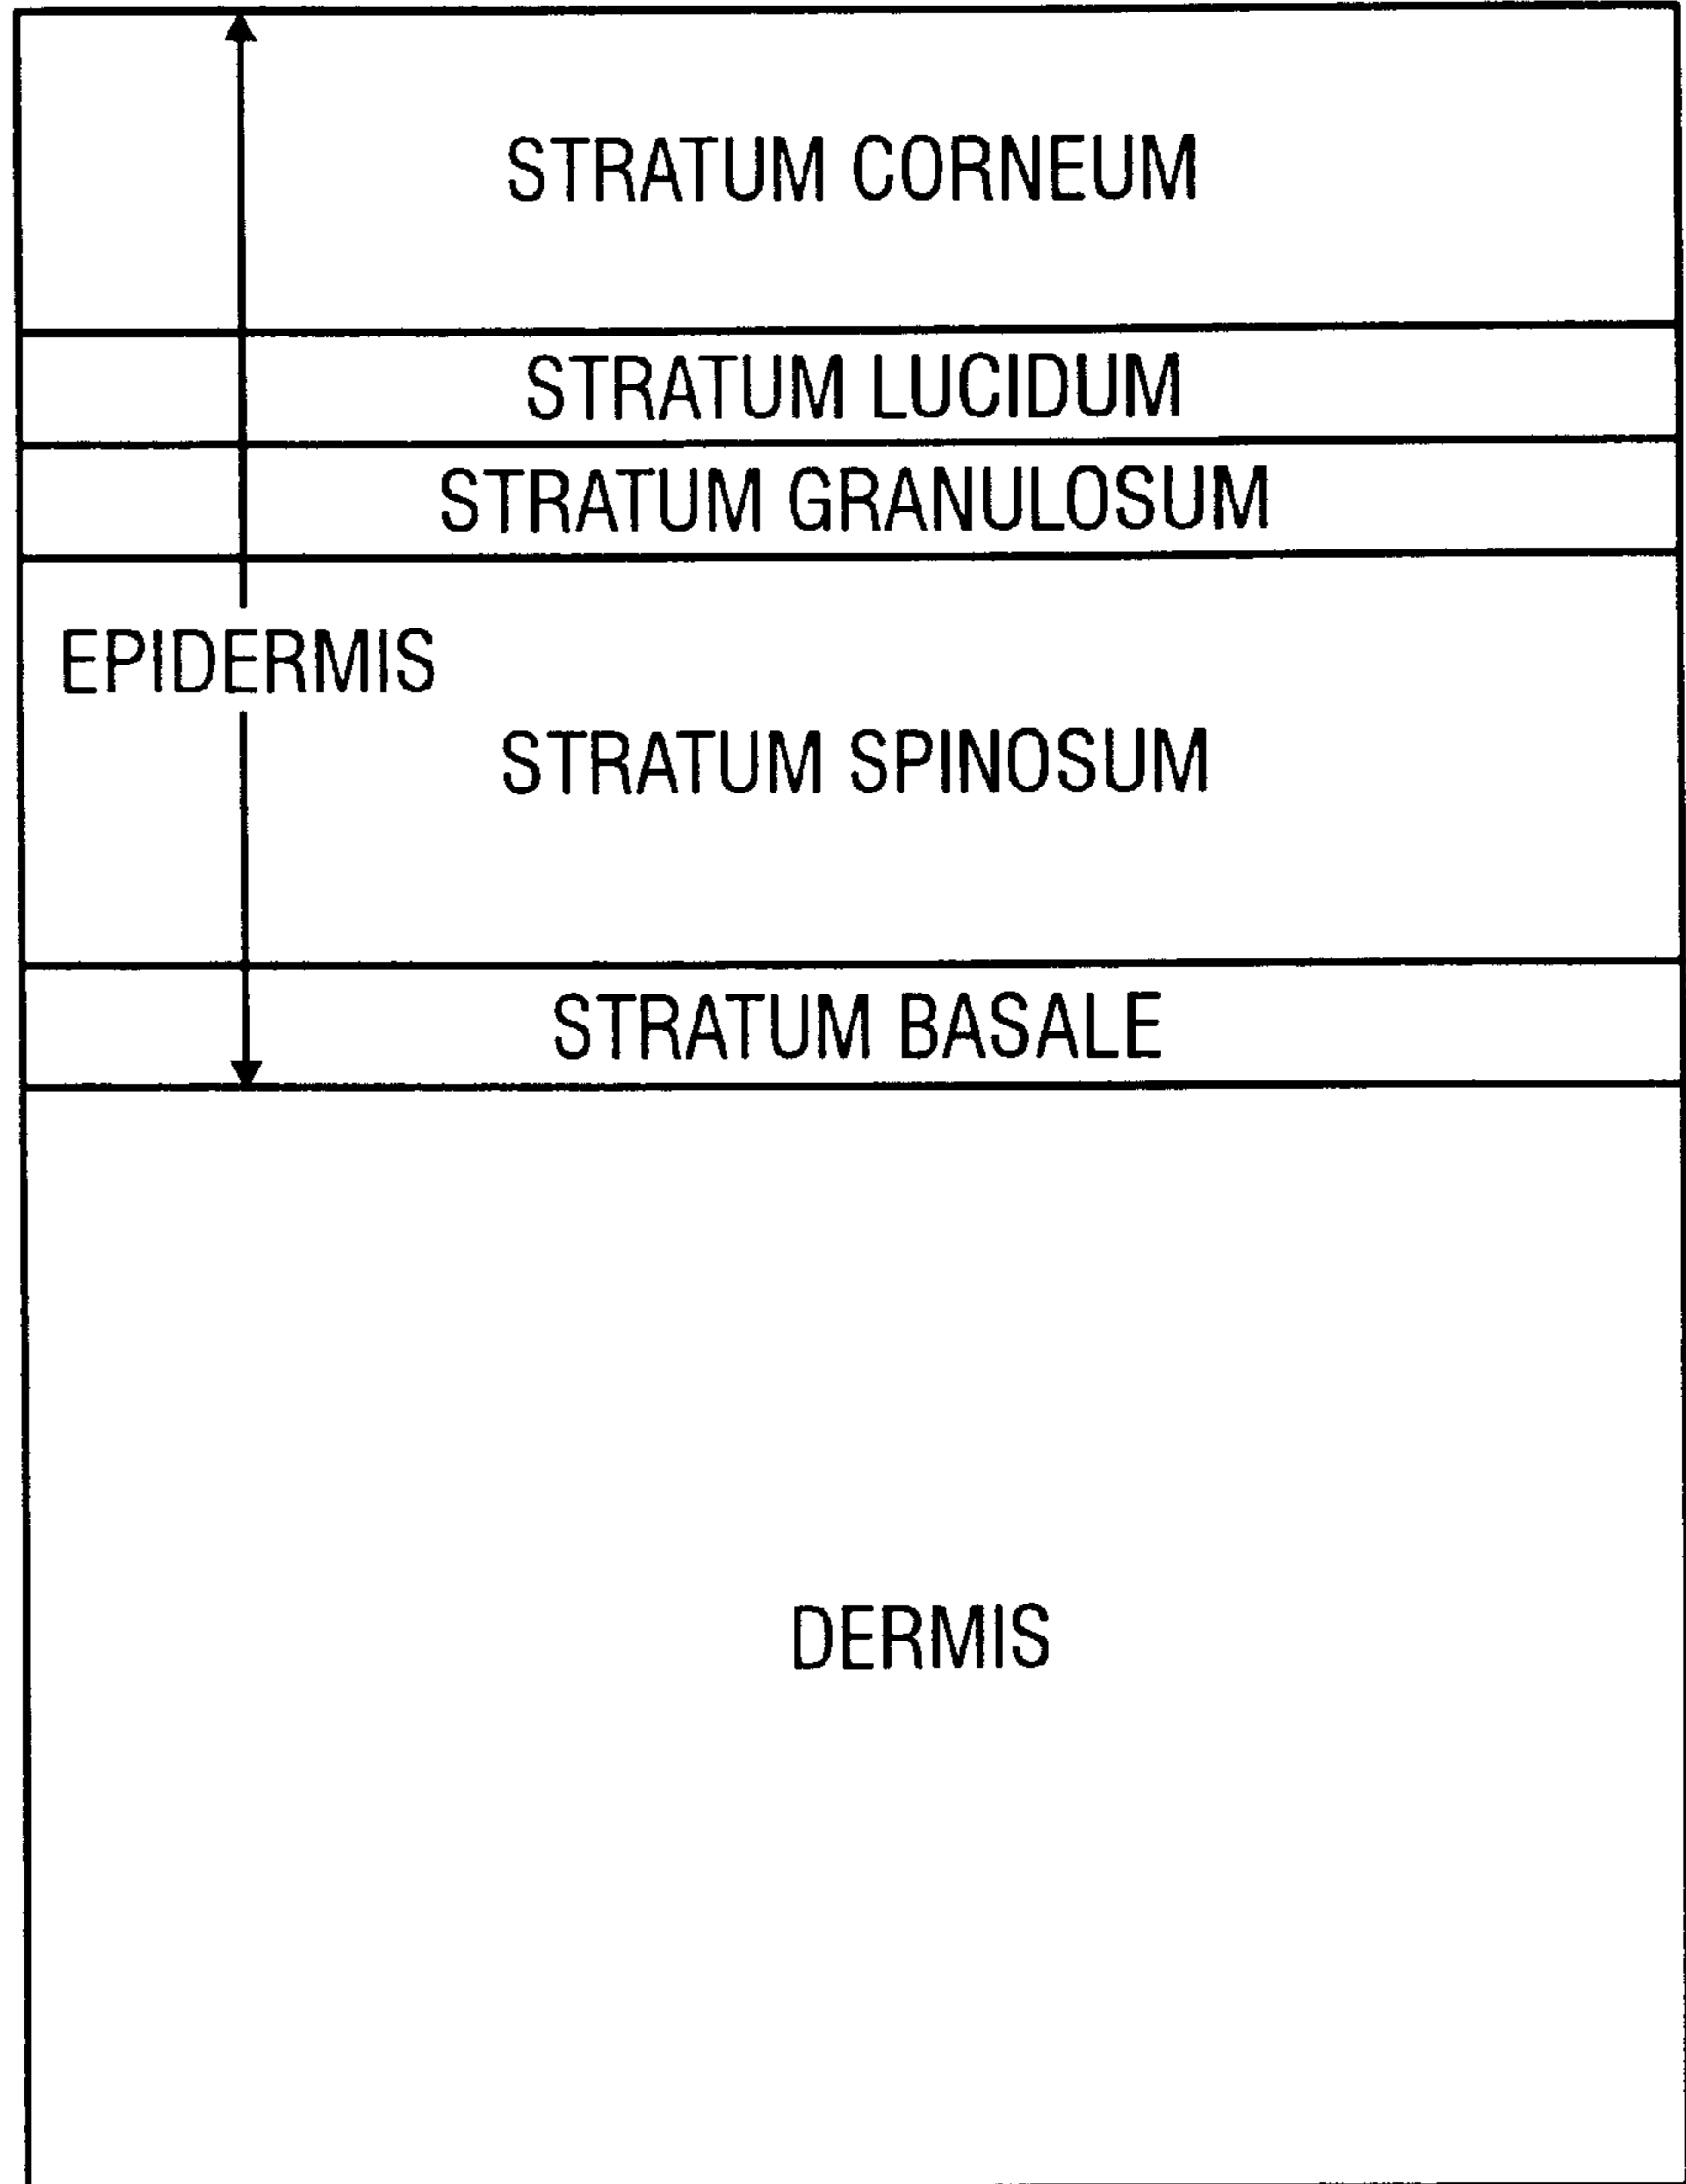 STRATUM CORNEUM
STRATUM LUCIDUM
STRATUM GRANULOSUM
EPIDERMIS
STRATUM SPINOSUM
STRATUM BASALE
DERMIS